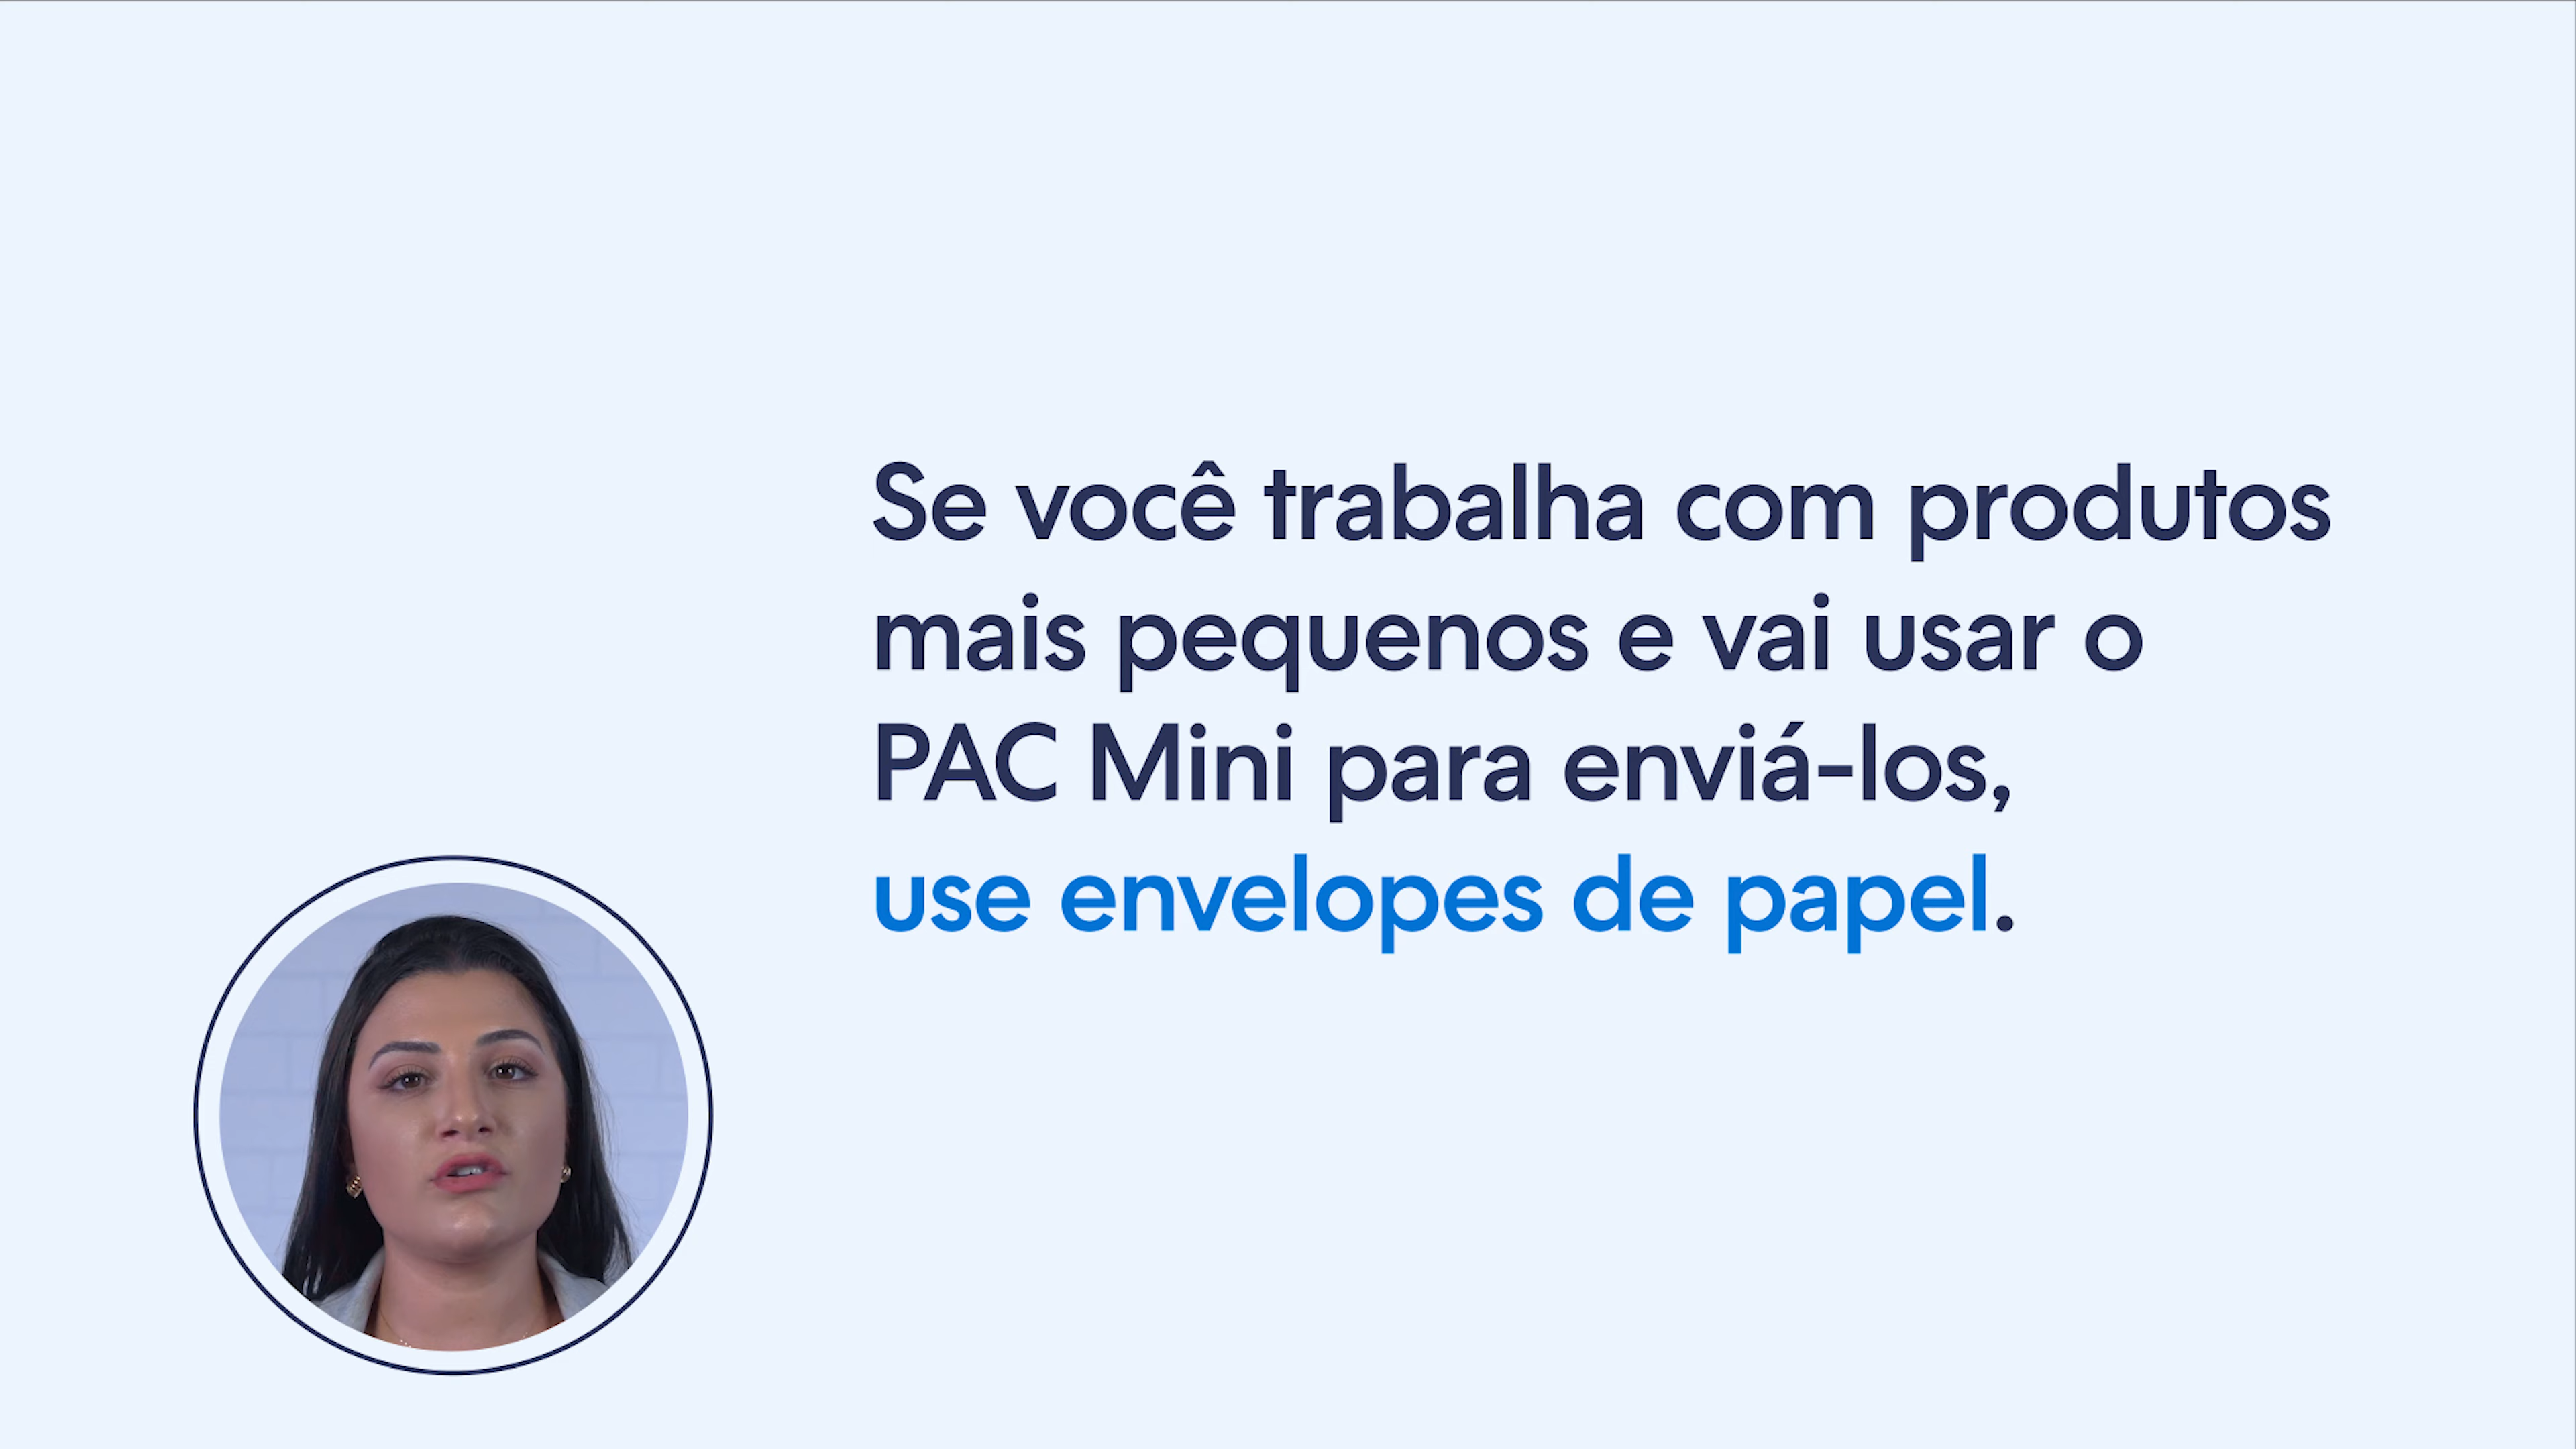 Se você trabalha com produtos
mais pequenos e vai usar o
PAC Mini para enviá-los,
use envelopes de papel.